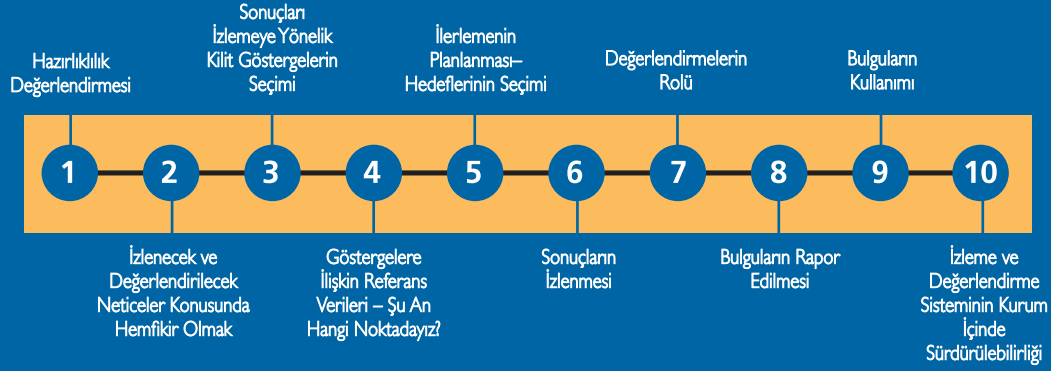 Hazırlıklılık
Değerlendirmesi
Sonuçları
İzlemeye Yönelik
Kilit Göstergelerin
Seçimi
İlerlemenin
Planlanması–
Hedeflerinin Seçimi
Değerlendirmelerin
Rolü
Bulguların
Kullanımı
1 2 3 4 5 6 7 8 9 10
İzlenecek ve
Değerlendirilecek
Neticeler Konusunda
Hemfikir Olmak
Göstergelere
İlişkin Referans
Verileri – Şu An
Hangi Noktadayız?
Sonuçların
İzlenmesi
Bulguların Rapor
Edilmesi
İzleme ve
Değerlendirme
Sisteminin Kurum
İçinde
Sürdürülebilirliği